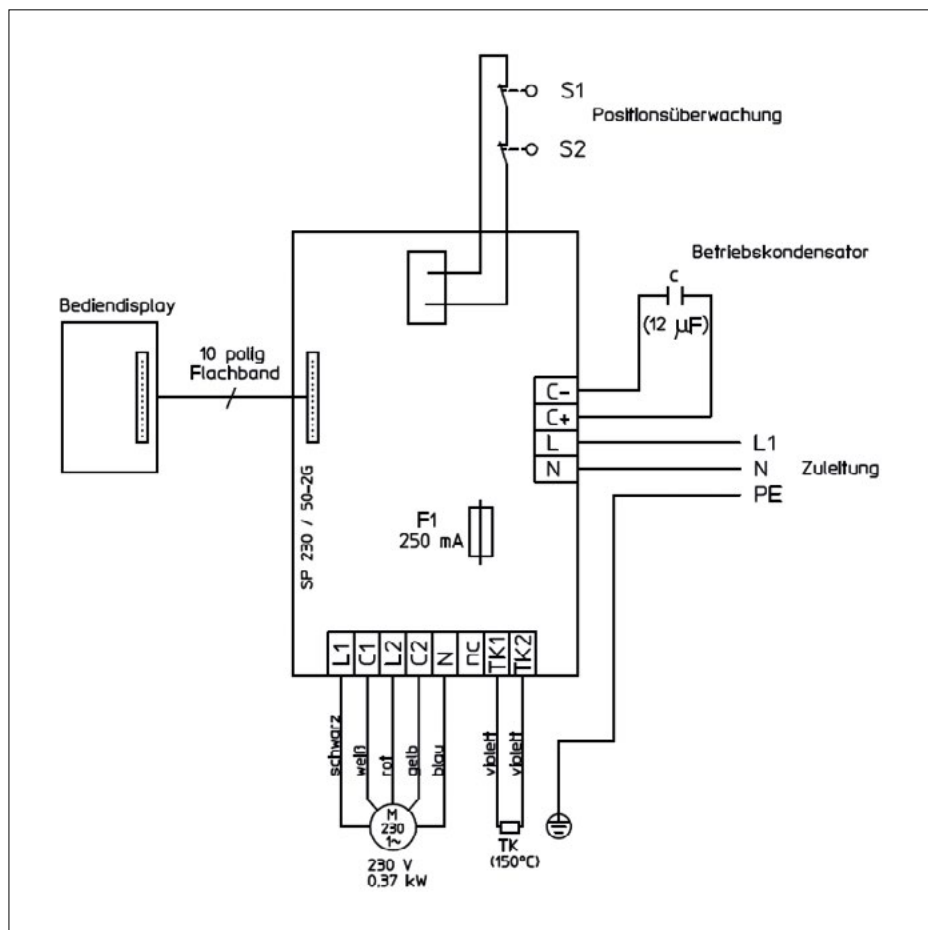 S1
Positionsüberwachung
S2
Betriebskondensator
C
(12 µF)
Bediendisplay
10 polig
Flachband
C-
C+
L
N
L1
N
Zuleitung
PE
SP 230 / 50-2G
F1
250 mA
L1
C1
L2
C2
N
nc
TK1
TK2
schwarz
weiß
rot
gelb
blau
violett
violett
M
230
1~
230 V
0.37 kW
TK
(150°C)